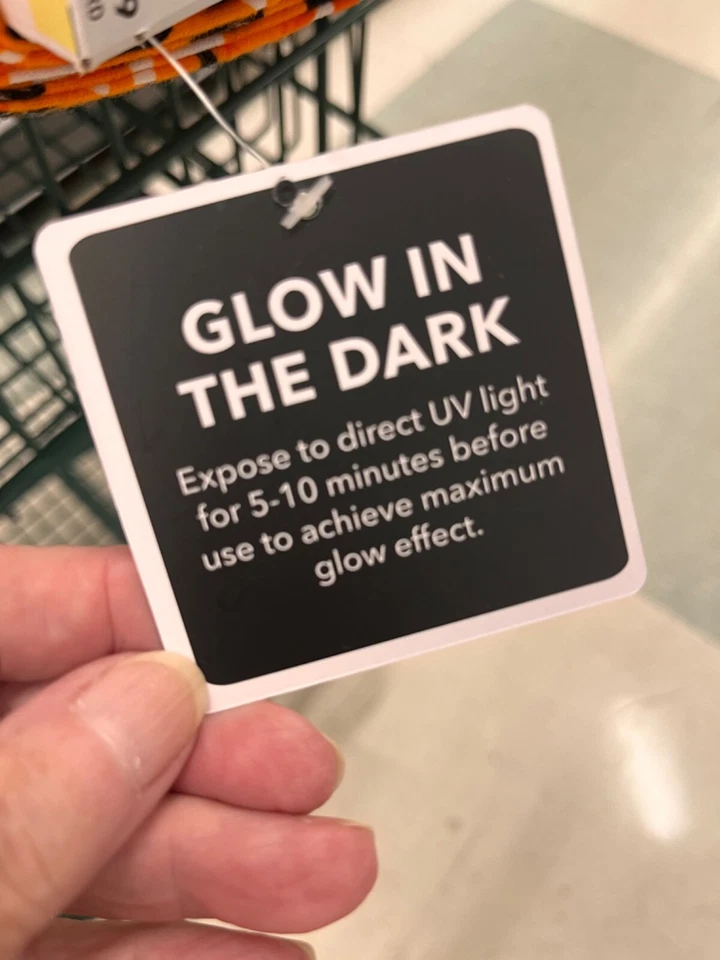 GLOW IN
THE DARK
Expose to direct UV light
for 5-10 minutes before
use to achieve maximum
glow effect.